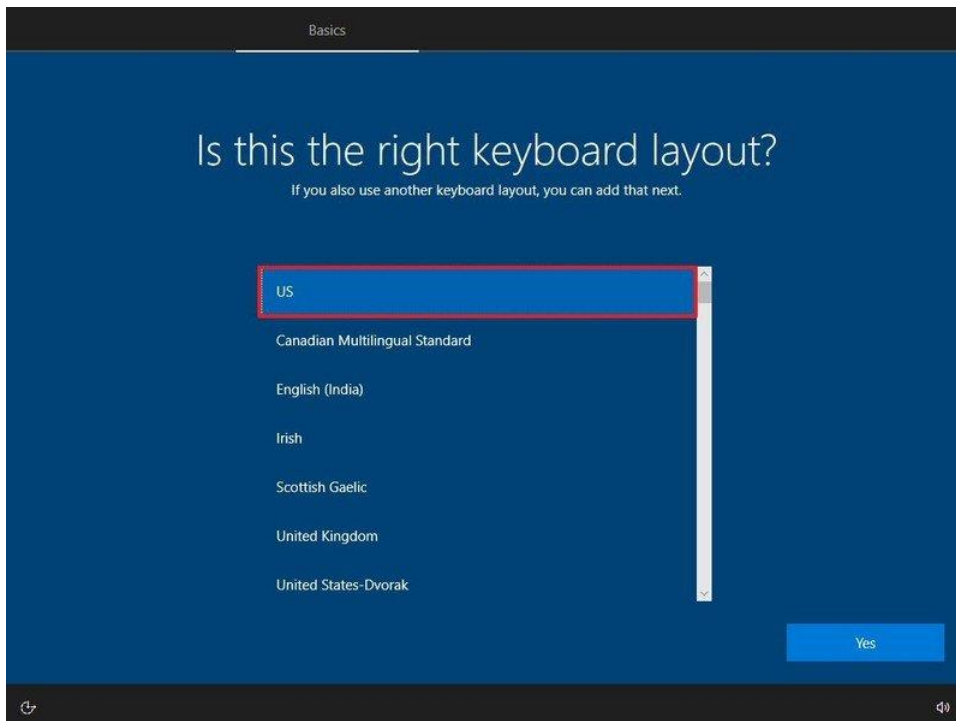 Basics
Is this the right keyboard layout?
If you also use another keyboard layout, you can add that next.
US
Canadian Multilingual Standard
English (India)
Irish
Scottish Gaelic
United Kingdom
United States-Dvorak
Yes